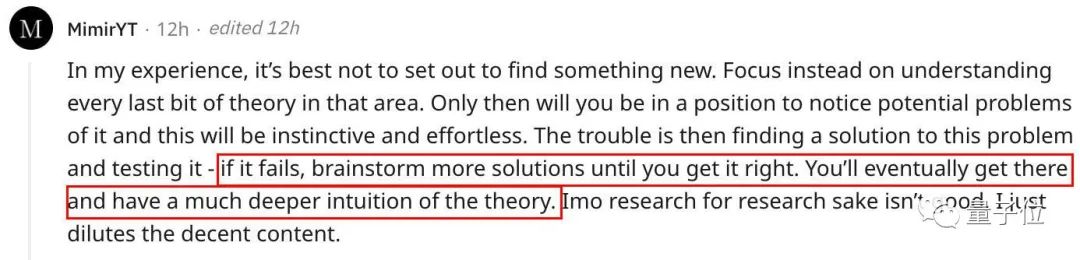 M MimirYT · 12h · edited 12h
In my experience, it's best not to set out to find something new. Focus instead on understanding
every last bit of theory in that area. Only then will you be in a position to notice potential problems
of it and this will be instinctive and effortless. The trouble is then finding a solution to this problem
and testing it - if it fails, brainstorm more solutions until you get it right. You'll eventually get there
and have a much deeper intuition of the theory. Imo research for research sake isn't good. I just
dilutes the decent content.
量子位